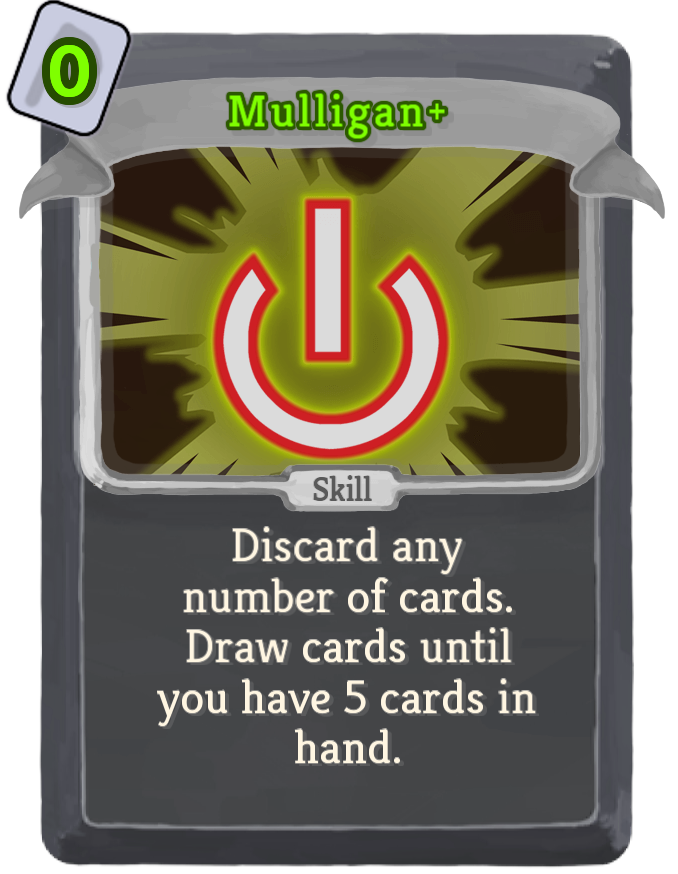 0
Mulligan+
Skill
Discard any
number of cards.
Draw cards until
you have 5 cards in
hand.